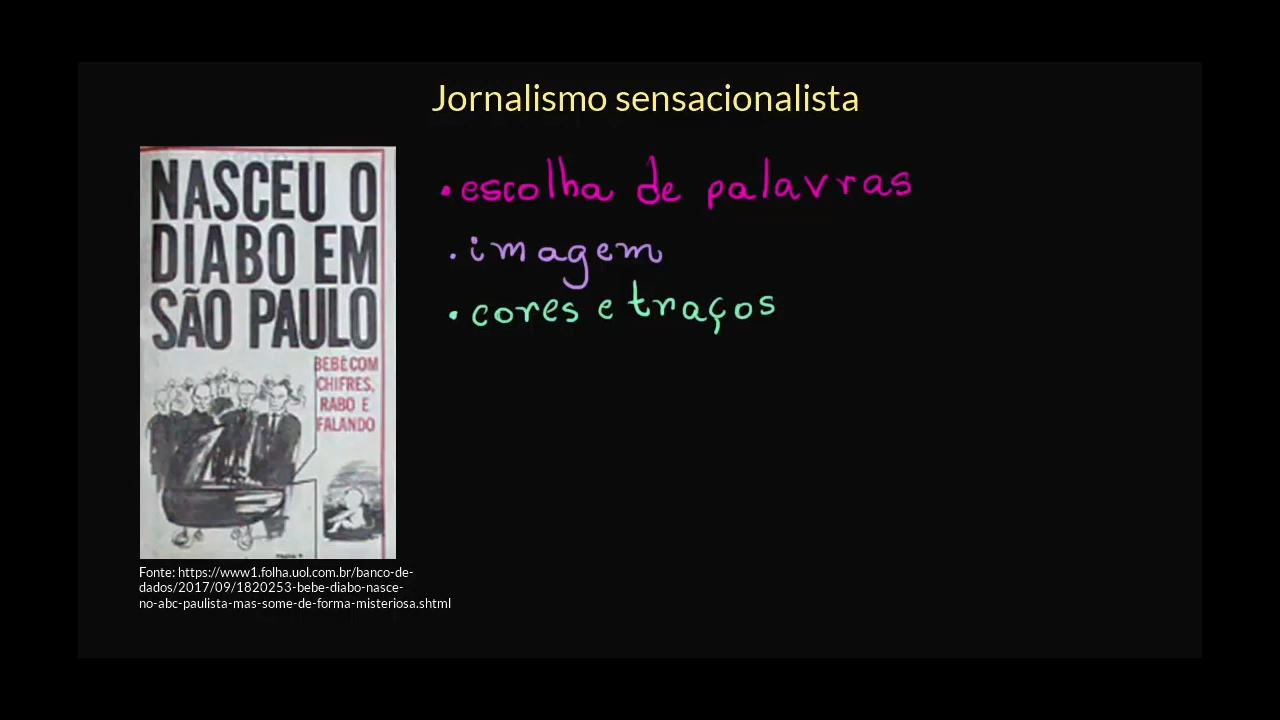 Jornalismo sensacionalista
NASCEU O
DIABO EM
SÃO PAULO
BEBÊ COM
CHIFRES,
RABO E
FALANDO
• escolha de palavras
• imagem
• cores e traços
Fonte: https://www1.folha.uol.com.br/banco-de-
dados/2017/09/1820253-bebe-diabo-nasce-
no-abc-paulista-mas-some-de-forma-misteriosa.shtml